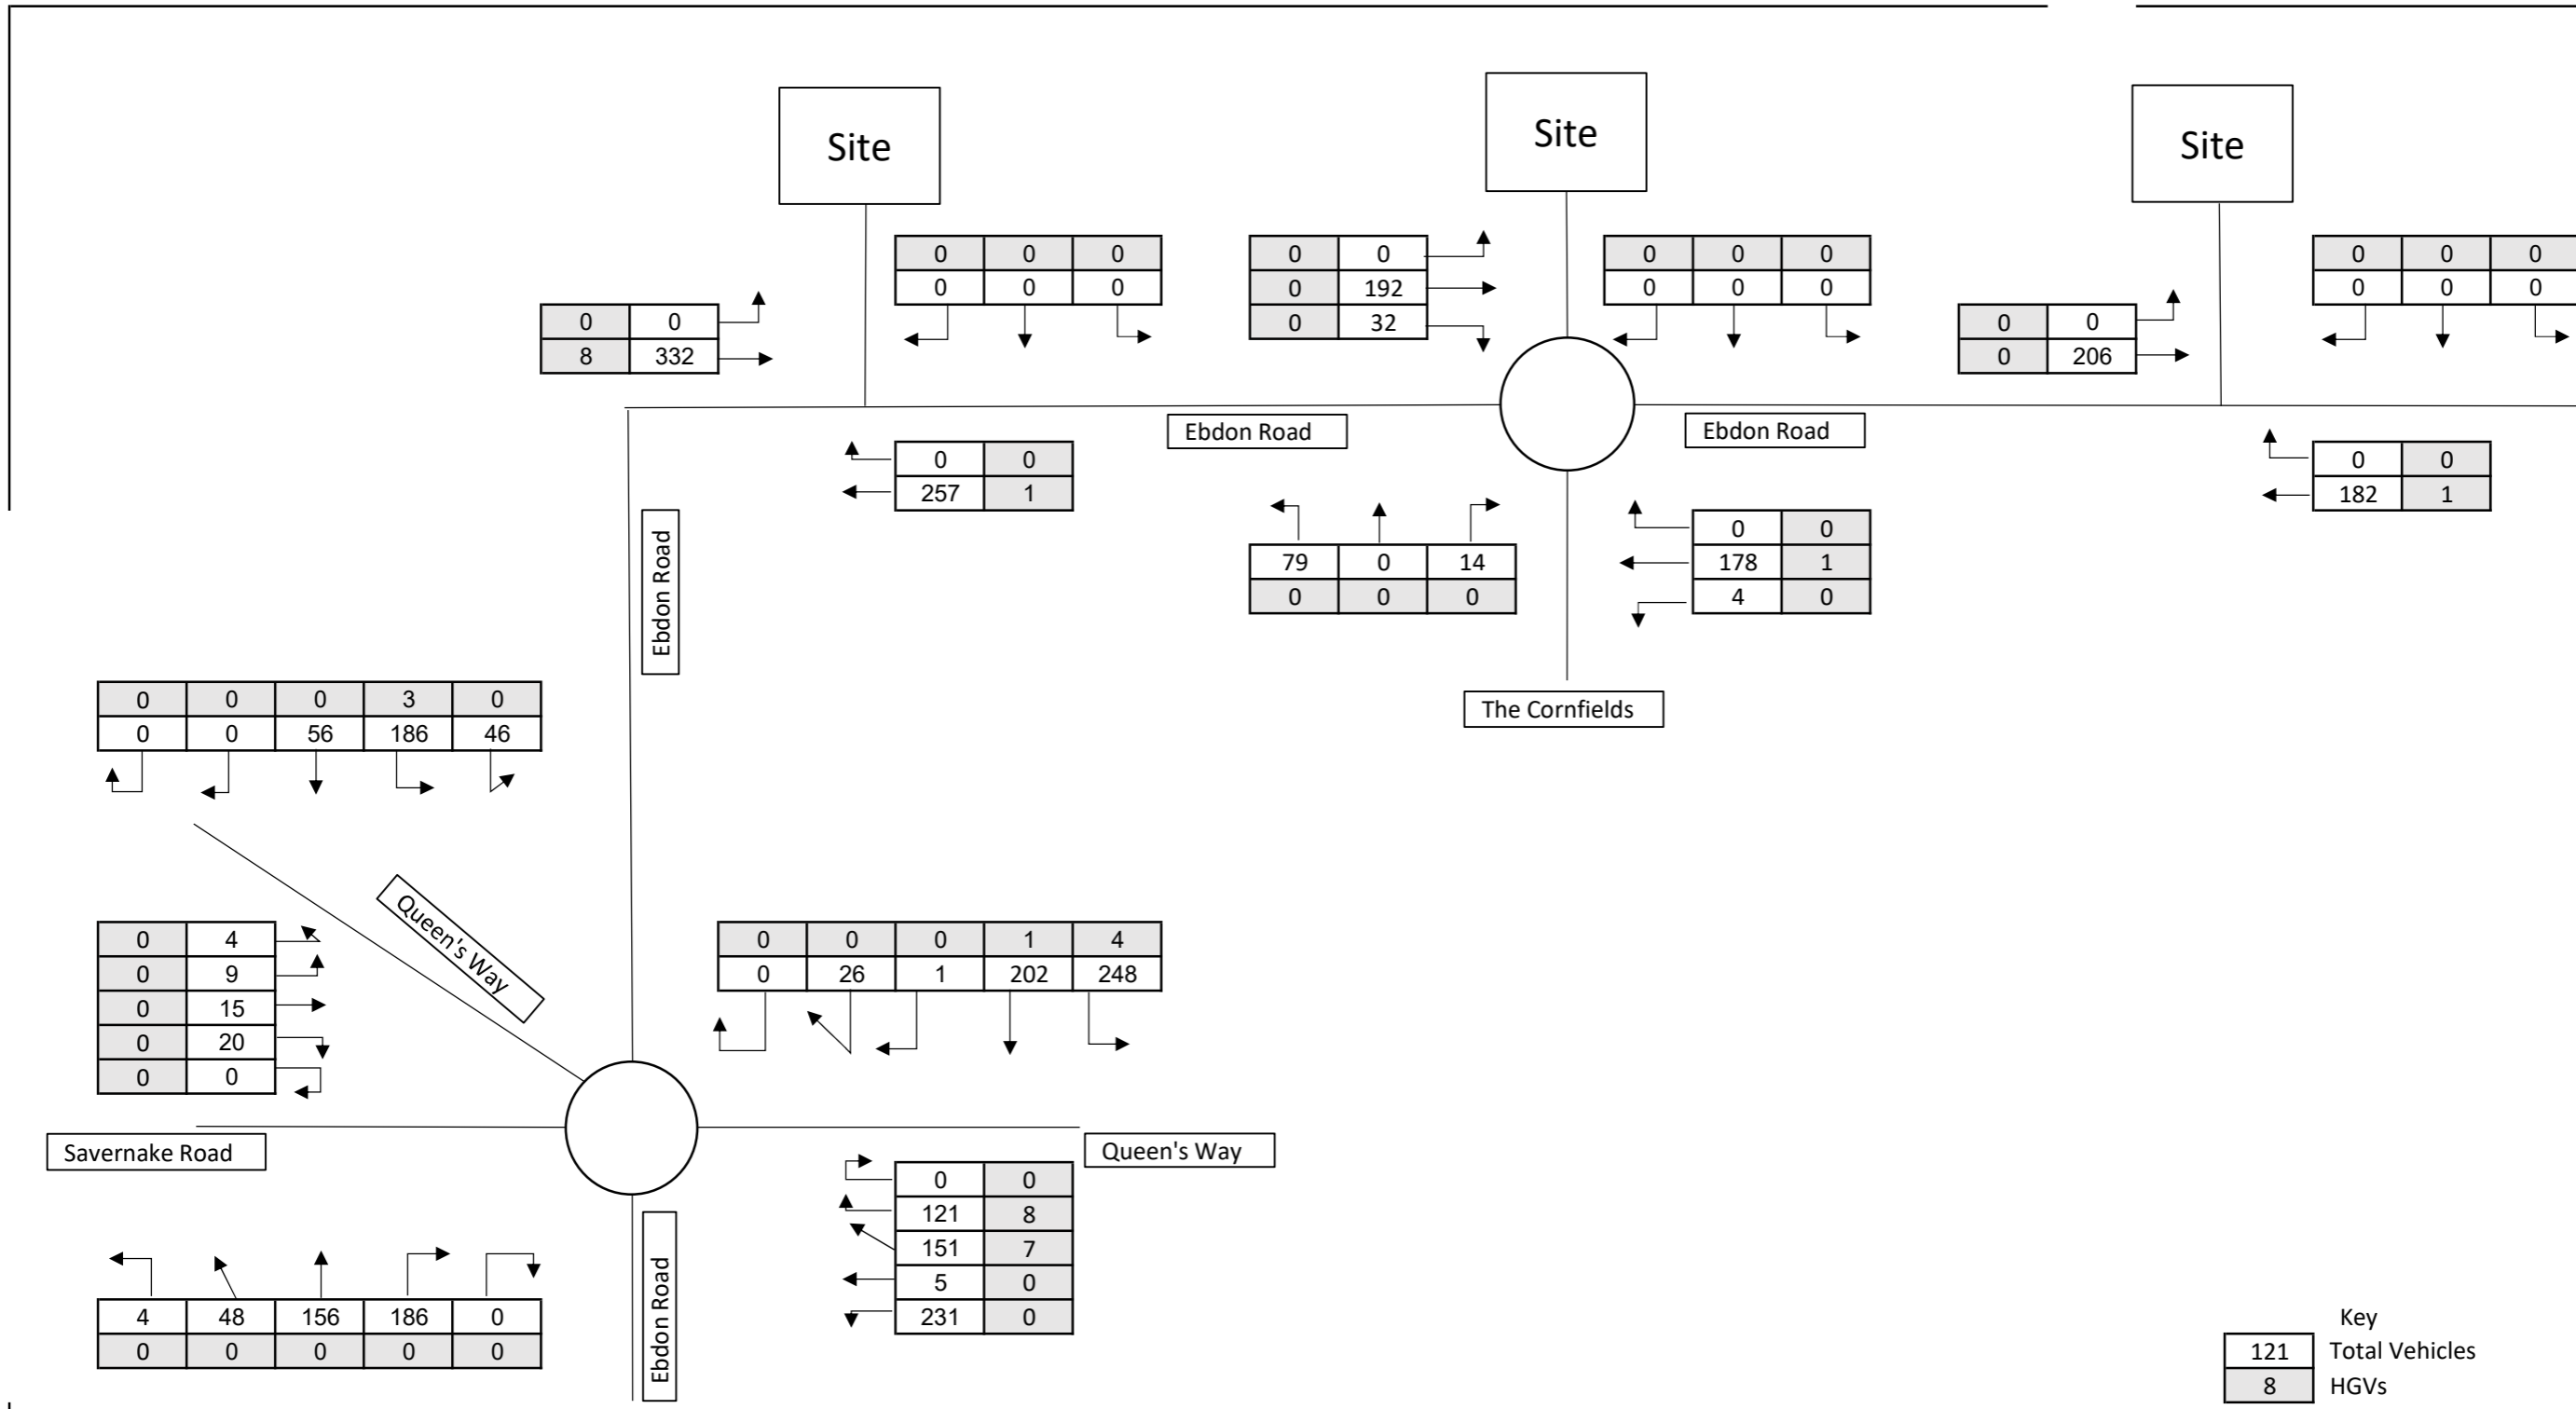 Site
Site
Site
0 0 0
0 0 0
0 0
8 332
0 0
0 192
0 32
0 0 0
0 0 0
0 0
0 206
0 0 0
0 0 0
Ebdon Road
Ebdon Road
0 0
257 1
0 0
182 1
79 0 14
0 0 0
0 0
178 1
4 0
Ebdon Road
The Cornfields
0 0 0 3 0
0 0 56 186 46
Queen's Way
0 4
0 9
0 15
0 20
0 0
0 0 0 1 4
0 26 1 202 248
Savernake Road
Queen's Way
0 0
121 8
151 7
5 0
231 0
Ebdon Road
4 48 156 186 0
0 0 0 0 0
Key
121 Total Vehicles
8 HGVs